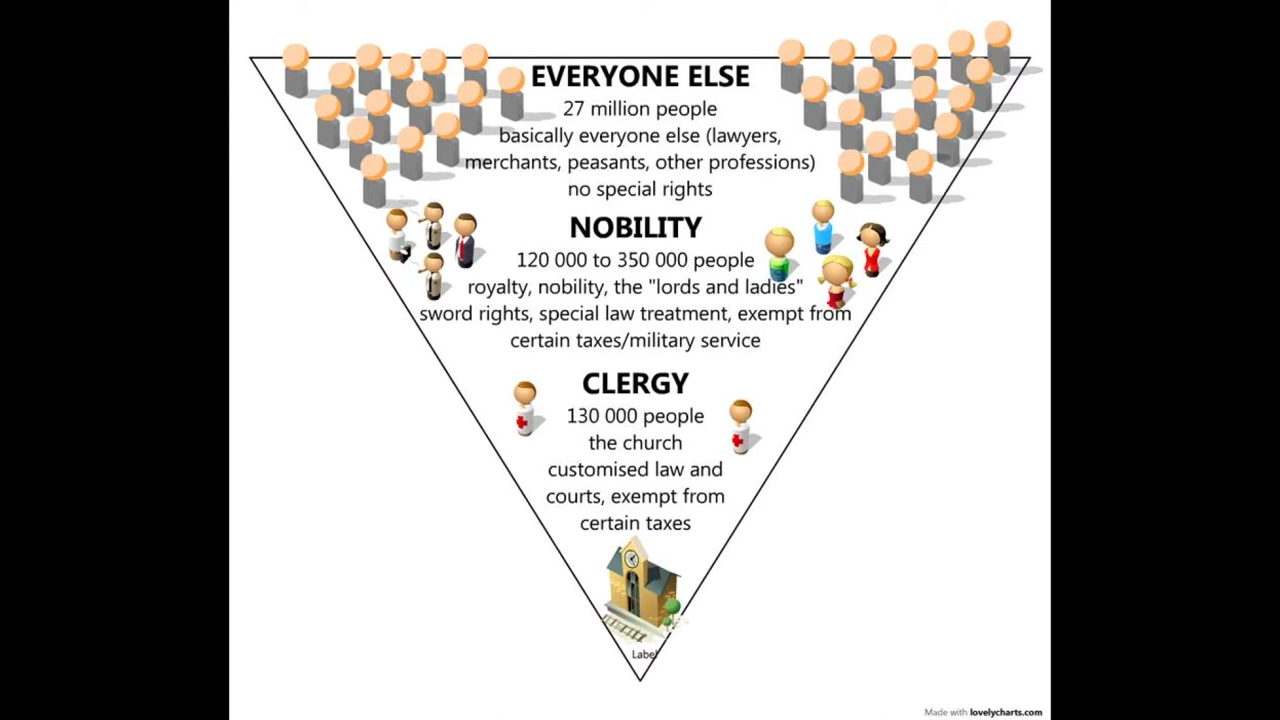 EVERYONE ELSE
27 million people
basically everyone else (lawyers,
merchants, peasants, other professions)
no special rights
NOBILITY
120 000 to 350 000 people
royalty, nobility, the "lords and ladies"
sword rights, special law treatment, exempt from
certain taxes/military service
CLERGY
130 000 people
the church
customised law and
courts, exempt from
certain taxes
Label
Made with lovelycharts.com